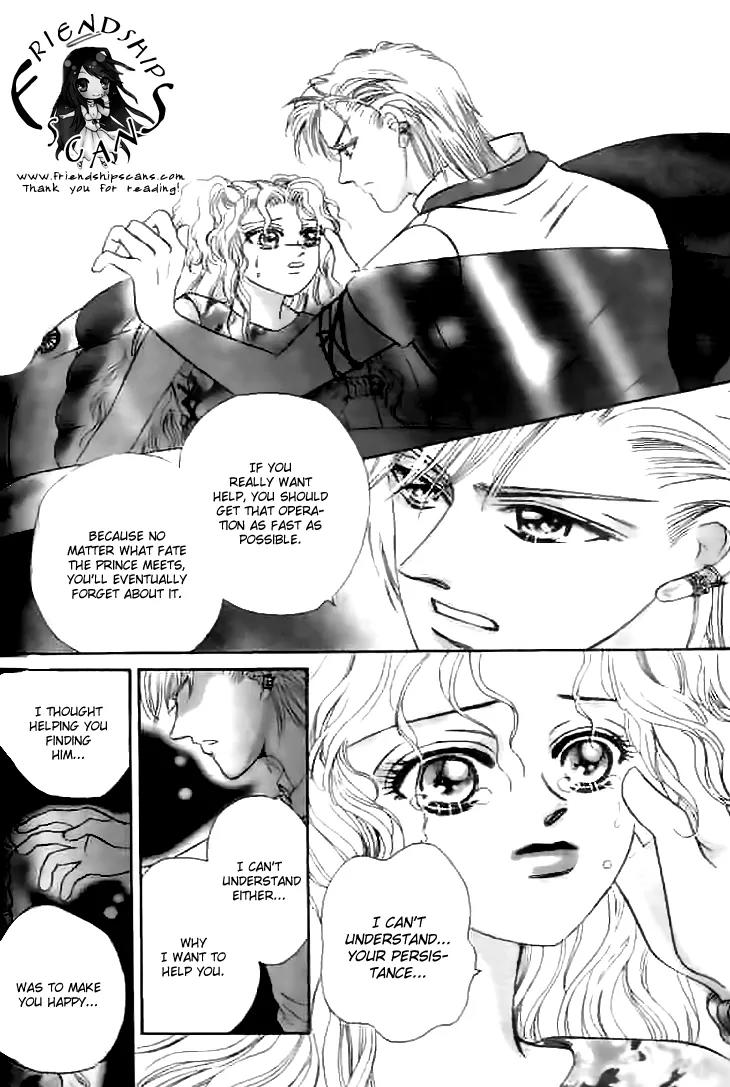 FRIENDSHIPS
SCANS
www.friendshipscans.com
Thank you for reading!
IF YOU
REALLY WANT
HELP, YOU SHOULD
GET THAT OPERA-
TION AS FAST AS
POSSIBLE.
BECAUSE NO
MATTER WHAT FATE
THE PRINCE MEETS,
YOU'LL EVENTUALLY
FORGET ABOUT IT.
I CAN'T
UNDERSTAND...
YOUR PERSIS-
TANCE...
I CAN'T
UNDERSTAND
EITHER...
WHY
I WANT TO
HELP YOU.
I THOUGHT
HELPING YOU
FINDING
HIM...
WAS TO MAKE
YOU HAPPY...